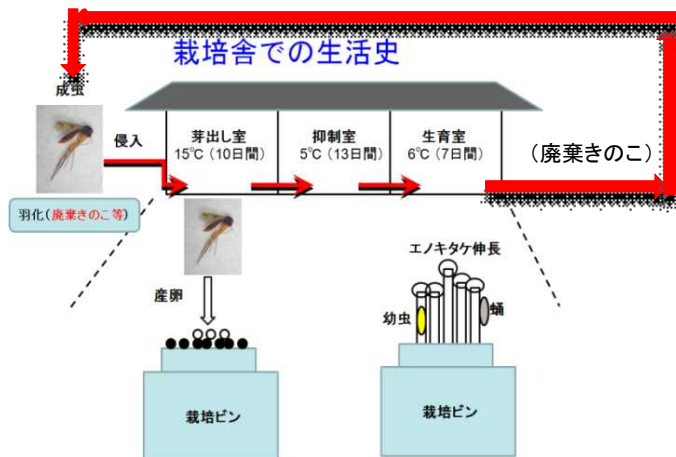 栽培舎での生活史
成虫
侵入
芽出し室
15℃（10日間）
抑制室
5℃（13日間）
生育室
6℃（7日間）
（廃棄きのこ）
羽化（廃棄きのこ等）
産卵
エノキタケ伸長
幼虫
蛹
栽培ビン
栽培ビン